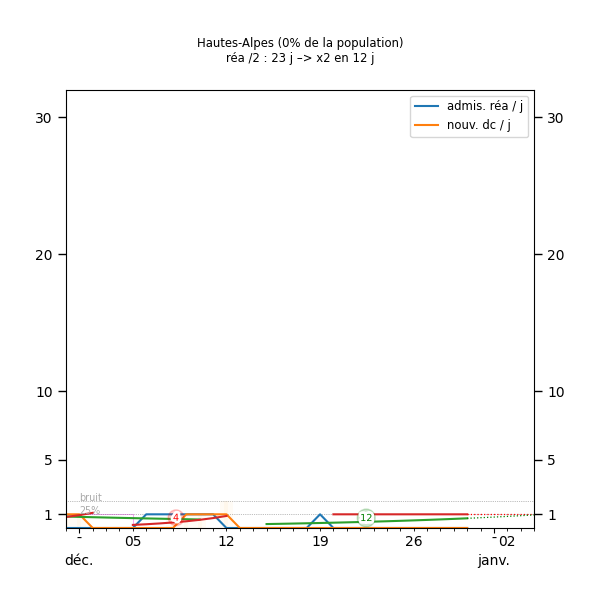 Hautes-Alpes (0% de la population)
réa /2 : 23 j –> x2 en 12 j
admis. réa / j
nouv. dc / j
30 30
20 20
10 10
5 5
bruit
25%
1 4 12 1
- 05 12 19 26 - 02
déc. janv.